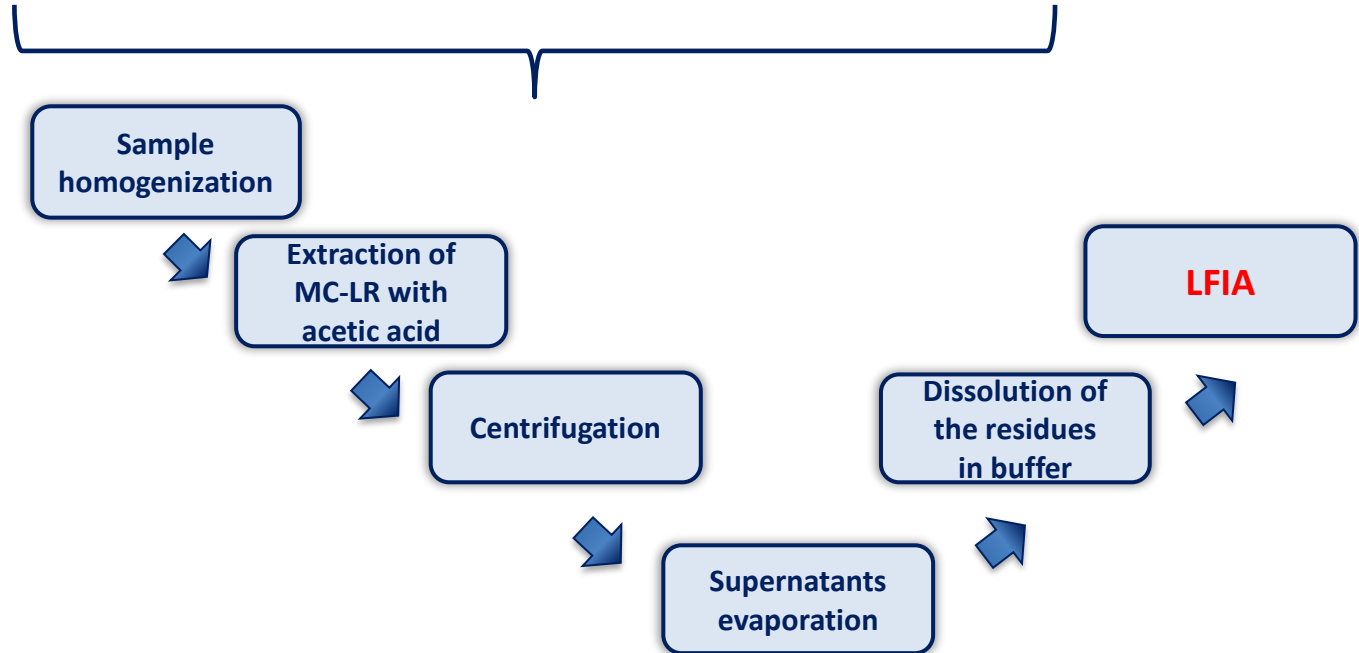 Sample
homogenization
Extraction of
MC-LR with
acetic acid
Centrifugation
Supernatants
evaporation
Dissolution of
the residues
in buffer
LFIA